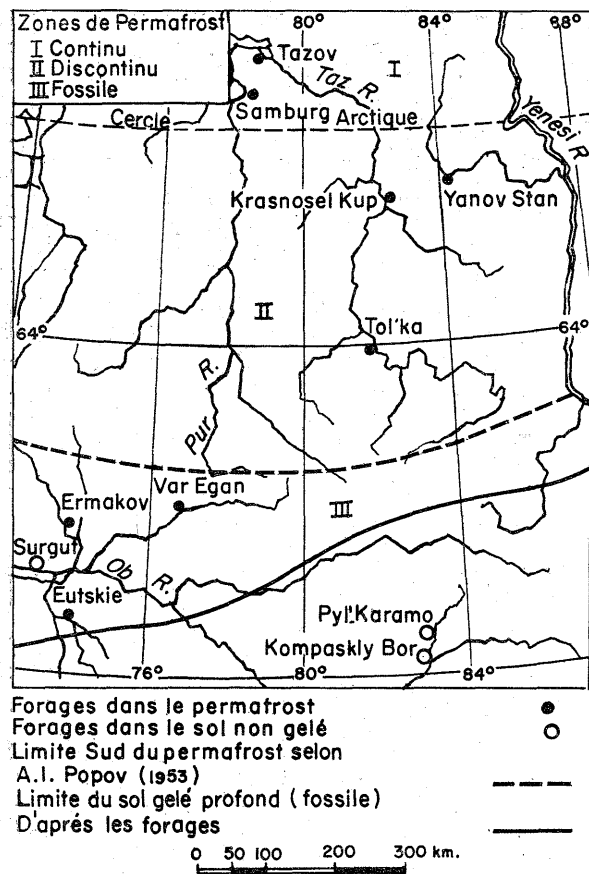 Zones de Permafrost
I Continu
II Discontinu
III Fossile
80°
84°
88°
Tazov
Taz R.
I
Samburg
Cercle Arctique
Yenesi R
Krasnosel Kup
Yanov Stan
II
64°
64°
Tol'ka
Pur R.
Var Egan
III
Ermakov
Surgut
Ob R.
Eutskie
Pyl'Karamo
Kompaskly Bor
76°
80°
84°
Forages dans le permafrost
Forages dans le sol non gelé
Limite Sud du permafrost selon
A.I. Popov (1953)
Limite du sol gelé profond (fossile)
D'aprés les forages
0 50 100 200 300 km.